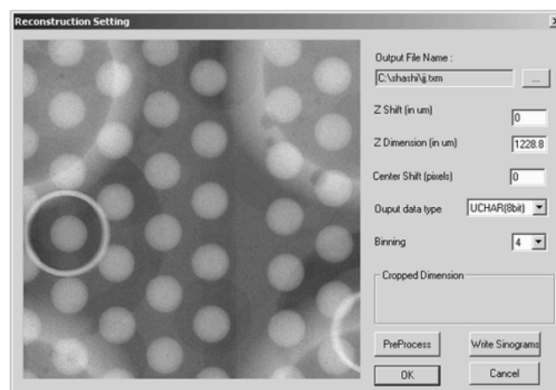 Reconstruction Setting
Output File Name :
C:\shashi\jj.txm
...
Z Shift (in um)
0
Z Dimension (in um)
1228.8
Center Shift (pixels)
0
Ouput data type
UCHAR(8bit)
Binning
4
Cropped Dimension
PreProcess
Write Sinograms
OK
Cancel